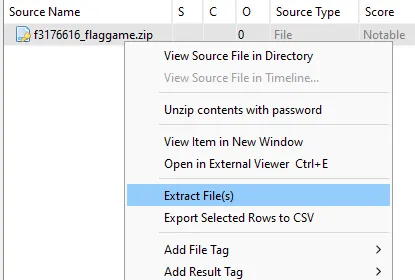 Source Name S C O Source Type Score
f3176616_flaggame.zip 0 File Notable
View Source File in Directory
View Source File in Timeline...
Unzip contents with password
View Item in New Window
Open in External Viewer Ctrl+E
Extract File(s)
Export Selected Rows to CSV
Add File Tag
Add Result Tag